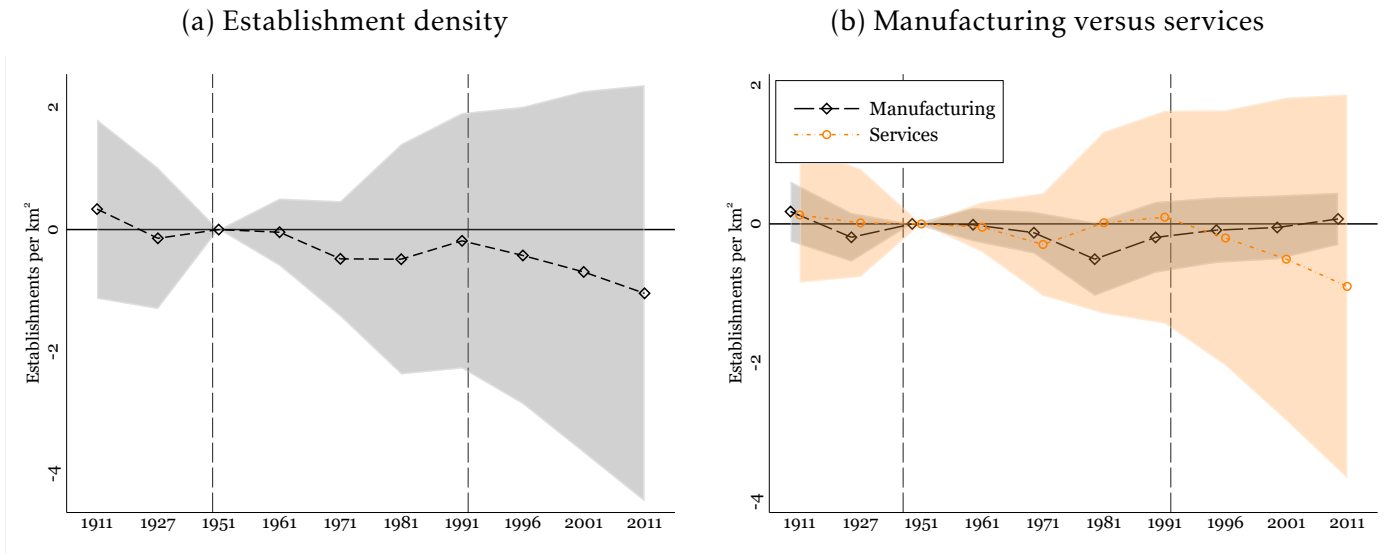 (a) Establishment density
Establishments per km²
2
0
-2
-4
1911 1927 1951 1961 1971 1981 1991 1996 2001 2011
(b) Manufacturing versus services
Establishments per km²
2
0
-2
-4
Manufacturing
Services
1911 1927 1951 1961 1971 1981 1991 1996 2001 2011